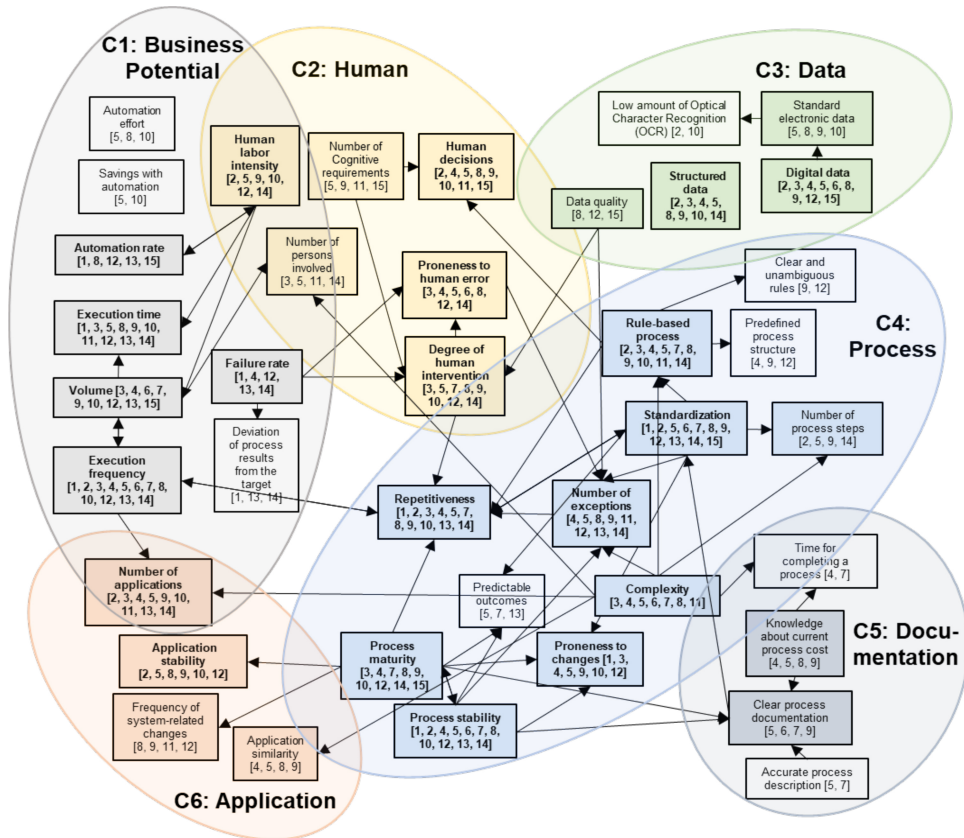 C1: Business
Potential
Automation
effort
[5, 8, 10]
Savings with
automation
[5, 10]
Human
labor
intensity
[2, 5, 9, 10,
12, 14]
Automation rate
[1, 8, 12, 13, 15]
Execution time
[1, 3, 5, 8, 9, 10,
11, 12, 13, 14]
Volume [3, 4, 6, 7,
9, 10, 12, 13, 15]
Failure rate
[1, 4, 12,
13, 14]
Execution
frequency
[1, 2, 3, 4, 5, 6, 7, 8,
10, 12, 13, 14]
Deviation
of process
results from
the target
[1, 13, 14]
C2: Human
Number of
Cognitive
requirements
[5, 9, 11, 15]
Human
decisions
[2, 4, 5, 8, 9,
10, 11, 15]
Number of
persons
involved
[3, 5, 11, 14]
Proneness to
human error
[3, 4, 5, 6, 8,
12, 14]
Degree of
human
intervention
[3, 5, 7, 8, 9,
10, 12, 14]
C3: Data
Low amount of Optical
Character Recognition
(OCR) [2, 10]
Standard
electronic data
[5, 8, 9, 10]
Structured
data
[2, 3, 4, 5,
8, 9, 10, 14]
Digital data
[2, 3, 4, 5, 6, 8,
9, 12, 15]
Data quality
[8, 12, 15]
C4:
Process
Clear and
unambiguous
rules [9, 12]
Rule-based
process
[2, 3, 4, 5, 7, 8,
9, 10, 11, 14]
Predefined
process
structure
[4, 9, 12]
Standardization
[1, 2, 5, 6, 7, 8, 9,
12, 13, 14, 15]
Number of
process steps
[2, 5, 9, 14]
Repetitiveness
[1, 2, 3, 4, 5, 7,
8, 9, 10, 13, 14]
Number of
exceptions
[4, 5, 8, 9, 11,
12, 13, 14]
Predictable
outcomes
[5, 7, 13]
Complexity
[3, 4, 5, 6, 7, 8, 11]
Process
maturity
[3, 4, 7, 8, 9,
10, 12, 14, 15]
Proneness to
changes [1, 3,
4, 5, 9, 10, 12]
Process stability
[1, 2, 4, 5, 6, 7, 8,
10, 12, 13, 14]
C5: Docu-
mentation
Time for
completing a
process [4, 7]
Knowledge
about current
process cost
[4, 5, 8, 9]
Clear process
documentation
[5, 6, 7, 9]
Accurate process
description [5, 7]
Number of
applications
[2, 3, 4, 5, 9, 10,
11, 13, 14]
Application
stability
[2, 5, 8, 9, 10, 12]
Frequency of
system-related
changes
[8, 9, 11, 12]
Application
similarity
[4, 5, 8, 9]
C6: Application